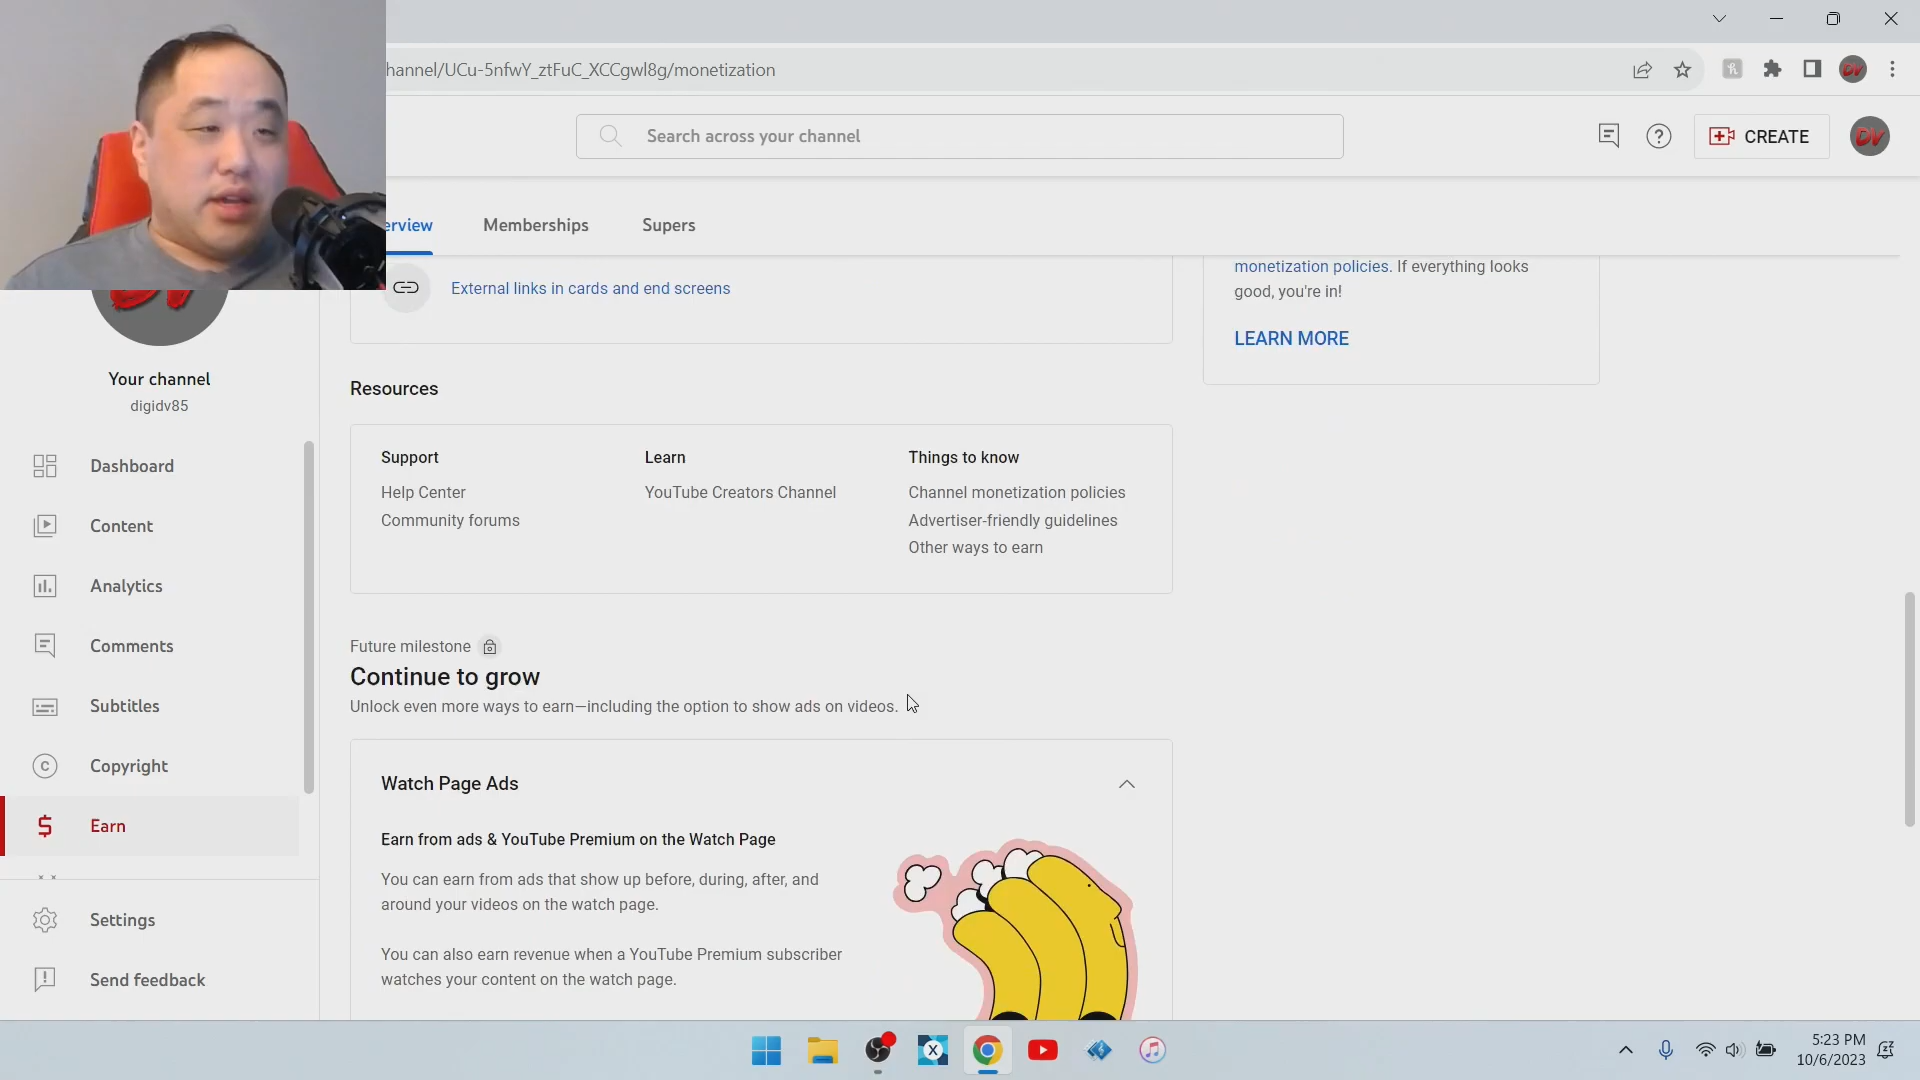 hannel/UCu-5nfwY_ztFuC_XCCgwl8g/monetization
Search across your channel
CREATE
DV
DV
erview
Memberships
Supers
External links in cards and end screens
monetization policies. If everything looks
good, you're in!
LEARN MORE
Your channel
digidv85
Dashboard
Content
Analytics
Comments
Subtitles
Copyright
Earn
Settings
Send feedback
Resources
Support
Help Center
Community forums
Learn
YouTube Creators Channel
Things to know
Channel monetization policies
Advertiser-friendly guidelines
Other ways to earn
Future milestone
Continue to grow
Unlock even more ways to earn—including the option to show ads on videos.
Watch Page Ads
Earn from ads & YouTube Premium on the Watch Page
You can earn from ads that show up before, during, after, and
around your videos on the watch page.
You can also earn revenue when a YouTube Premium subscriber
watches your content on the watch page.
5:23 PM
10/6/2023